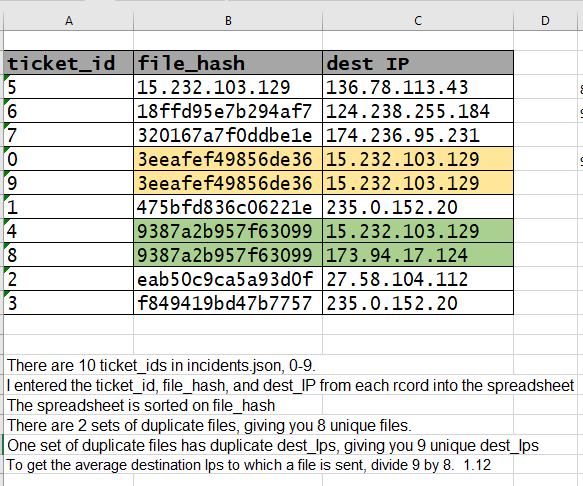 A B C D
ticket_id file_hash dest IP
5 15.232.103.129 136.78.113.43
6 18ffd95e7b294af7 124.238.255.184
7 320167a7f0ddbe1e 174.236.95.231
0 3eeafef49856de36 15.232.103.129
9 3eeafef49856de36 15.232.103.129
1 475bfd836c06221e 235.0.152.20
4 9387a2b957f63099 15.232.103.129
8 9387a2b957f63099 173.94.17.124
2 eab50c9ca5a93d0f 27.58.104.112
3 f849419bd47b7757 235.0.152.20
There are 10 ticket_ids in incidents.json, 0-9.
I entered the ticket_id, file_hash, and dest_IP from each rcord into the spreadsheet
The spreadsheet is sorted on file_hash
There are 2 sets of duplicate files, giving you 8 unique files.
One set of duplicate files has duplicate dest_Ips, giving you 9 unique dest_Ips
To get the average destination Ips to which a file is sent, divide 9 by 8.  1.12